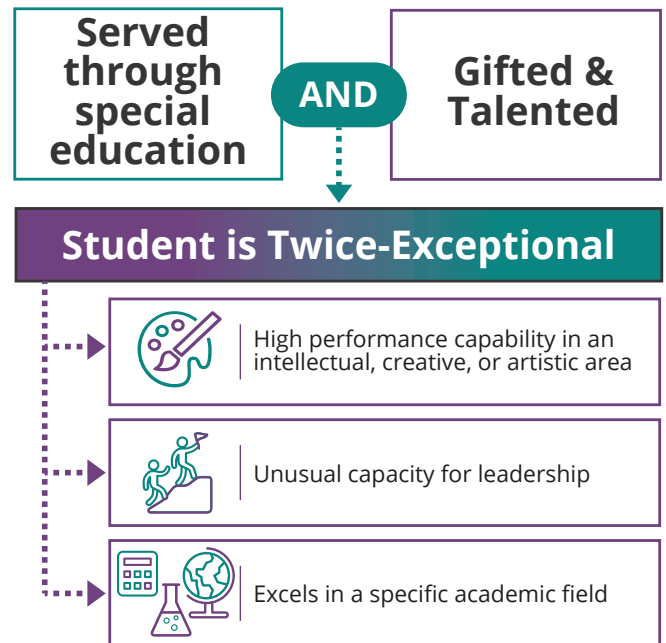 Served
through
special
education
AND
Gifted &
Talented
Student is Twice-Exceptional
High performance capability in an
intellectual, creative, or artistic area
Unusual capacity for leadership
Excels in a specific academic field